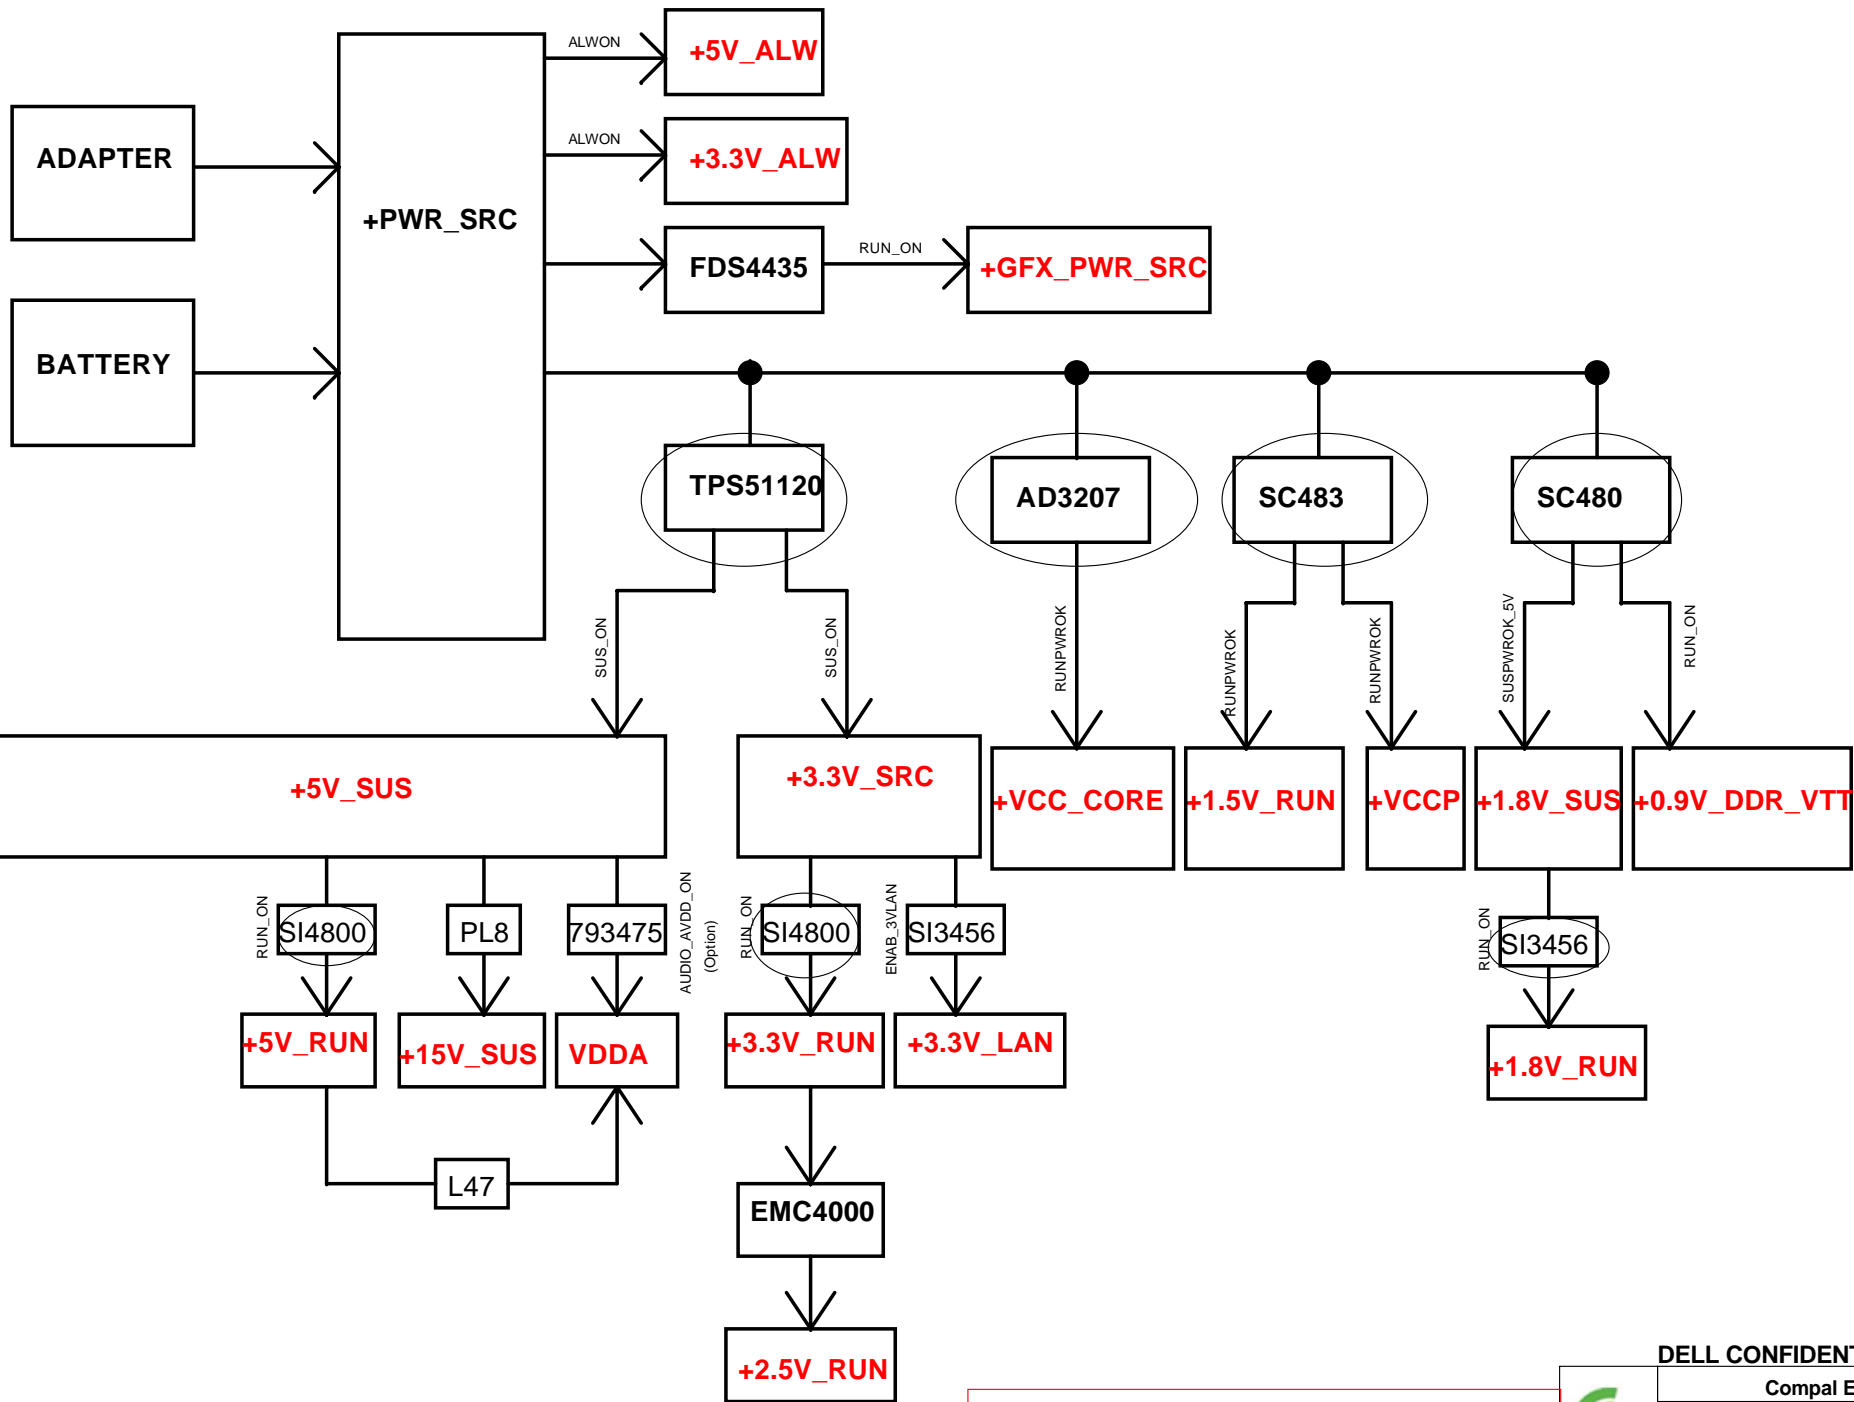 ALWON
+5V_ALW
ALWON
+3.3V_ALW
ADAPTER
+PWR_SRC
FDS4435
RUN_ON
+GFX_PWR_SRC
BATTERY
TPS51120
AD3207
SC483
SC480
SUS_ON
SUS_ON
RUNPWROK
RUNPWROK
RUNPWROK
SUSPWROK_5V
RUN_ON
+5V_SUS
+3.3V_SRC
+VCC_CORE
+1.5V_RUN
+VCCP
+1.8V_SUS
+0.9V_DDR_VTT
RUN_ON
SI4800
PL8
793475
AUDIO_AVDD_ON
(Option)
RUN_ON
SI4800
ENAB_3VLAN
SI3456
RUN_ON
SI3456
+5V_RUN
+15V_SUS
VDDA
+3.3V_RUN
+3.3V_LAN
+1.8V_RUN
L47
EMC4000
+2.5V_RUN
DELL CONFIDENT
Compal E